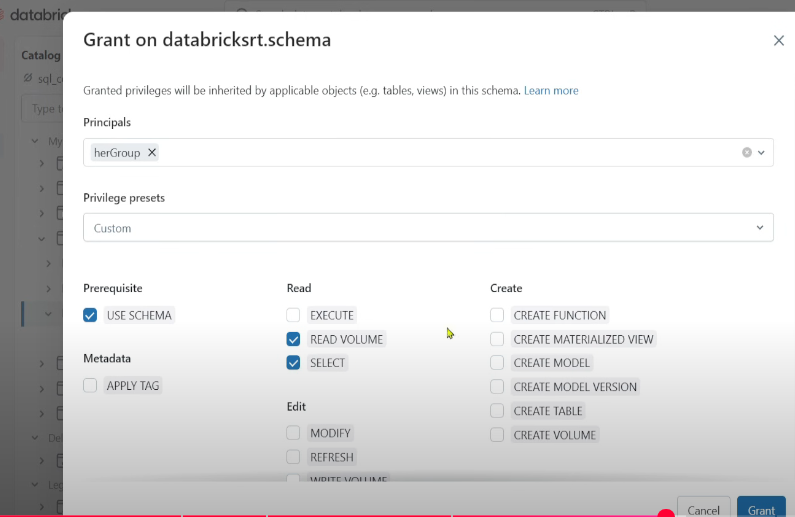 databric
Grant on databricksrt.schema
Catalog
sql_co
Granted privileges will be inherited by applicable objects (e.g. tables, views) in this schema. Learn more
Type to
Principals
My
herGroup
Privilege presets
Custom
Prerequisite
Read
Create
USE SCHEMA
EXECUTE
CREATE FUNCTION
READ VOLUME
CREATE MATERIALIZED VIEW
Metadata
SELECT
CREATE MODEL
APPLY TAG
CREATE MODEL VERSION
Edit
CREATE TABLE
MODIFY
CREATE VOLUME
Del
REFRESH
WRITE VOLUME
Leg
Cancel
Grant